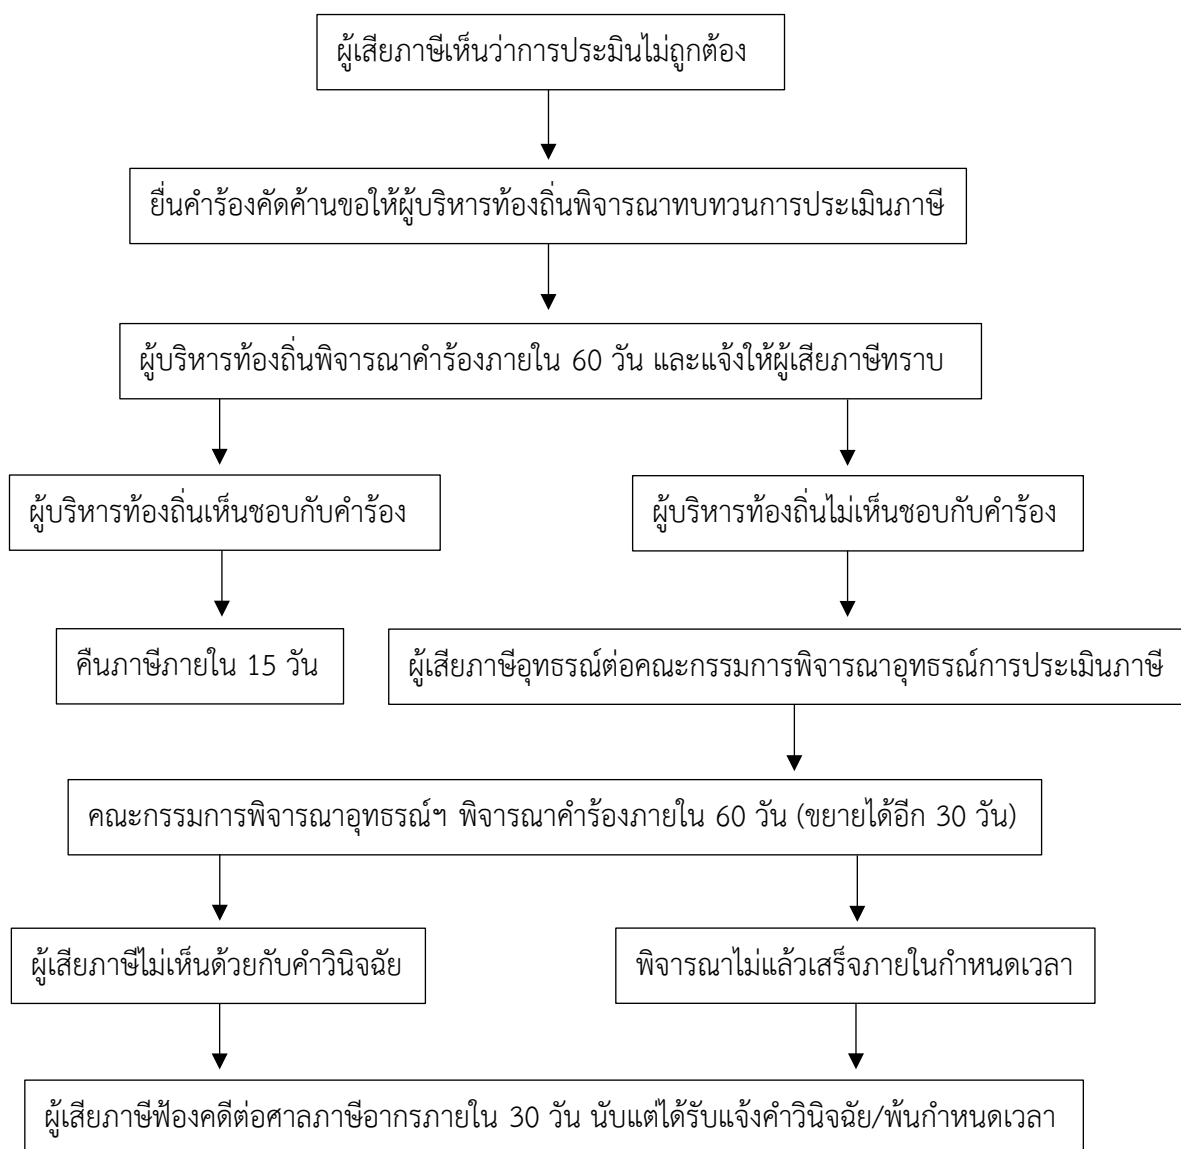 ผู้เสียภาษีเห็นว่าการประมินไม่ถูกต้อง
ยื่นคำร้องคัดค้านขอให้ผู้บริหารท้องถิ่นพิจารณาทบทวนการประเมินภาษี
ผู้บริหารท้องถิ่นพิจารณาคำร้องภายใน 60 วัน และแจ้งให้ผู้เสียภาษีทราบ
ผู้บริหารท้องถิ่นเห็นชอบกับคำร้อง
ผู้บริหารท้องถิ่นไม่เห็นชอบกับคำร้อง
คืนภาษีภายใน 15 วัน
ผู้เสียภาษีอุทธรณ์ต่อคณะกรรมการพิจารณาอุทธรณ์การประเมินภาษี
คณะกรรมการพิจารณาอุทธรณ์ฯ พิจารณาคำร้องภายใน 60 วัน (ขยายได้อีก 30 วัน)
ผู้เสียภาษีไม่เห็นด้วยกับคำวินิจฉัย
พิจารณาไม่แล้วเสร็จภายในกำหนดเวลา
ผู้เสียภาษีฟ้องคดีต่อศาลภาษีอากรภายใน 30 วัน นับแต่ได้รับแจ้งคำวินิจฉัย/พ้นกำหนดเวลา